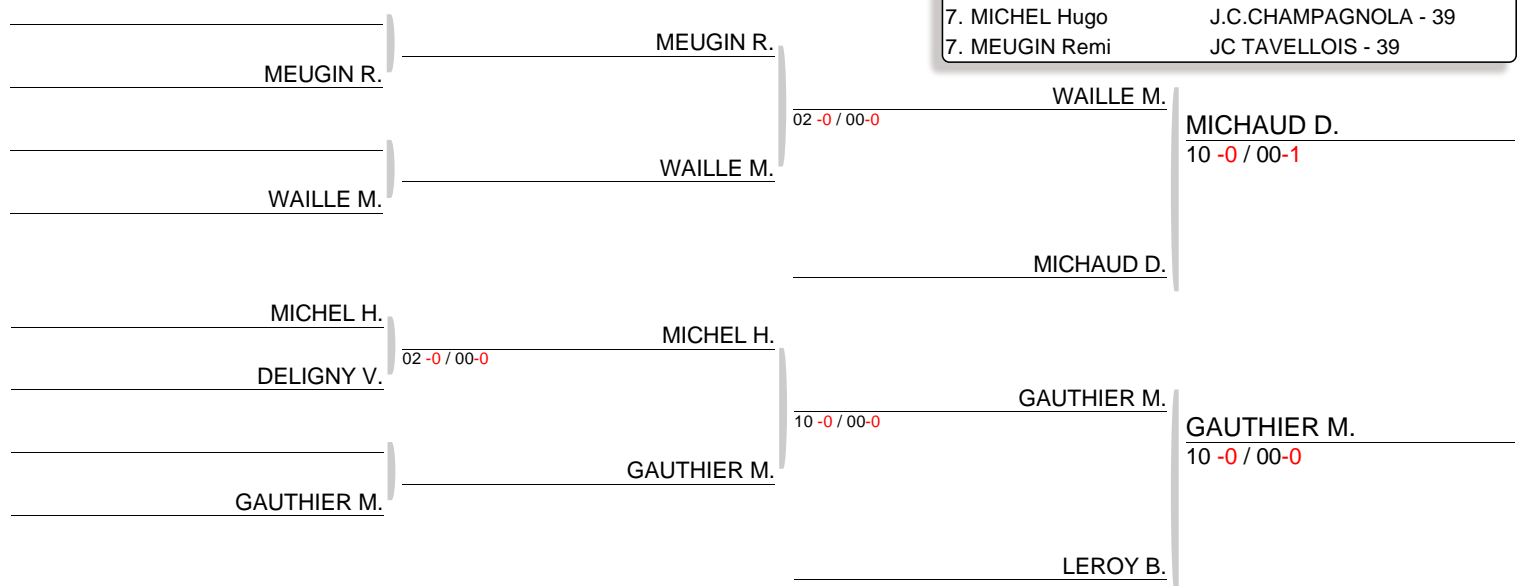 7. MICHEL Hugo J.C.CHAMPAGNOLA - 39
7. MEUGIN Remi JC TAVELLOIS - 39
MEUGIN R.
MEUGIN R.
WAILLE M.
02 -0 / 00-0
MICHAUD D.
10 -0 / 00-1
WAILLE M.
WAILLE M.
MICHAUD D.
MICHEL H.
MICHEL H.
02 -0 / 00-0
DELIGNY V.
GAUTHIER M.
10 -0 / 00-0
GAUTHIER M.
10 -0 / 00-0
GAUTHIER M.
GAUTHIER M.
LEROY B.